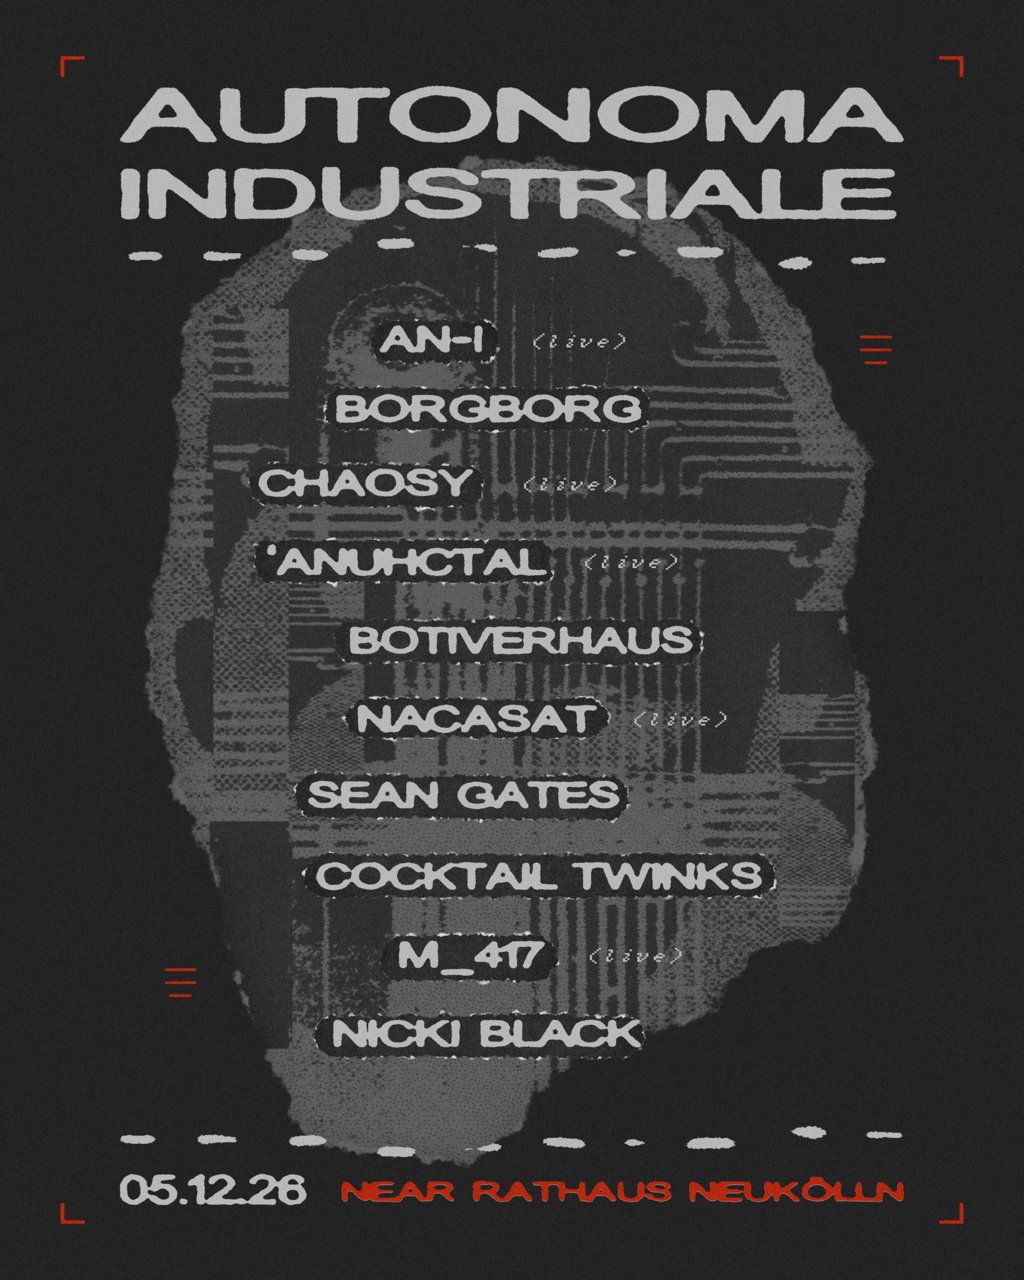 AUTONOMA
INDUSTRIALE
AN-I (live)
BORGBORG
CHAOSY (live)
'ANUHCTAL (live)
BOTIVERHAUS
NACASAT (live)
SEAN GATES
COCKTAIL TWINKS
M_417 (live)
NICKI BLACK
05.12.26 NEAR RATHAUS NEUKÖLLN